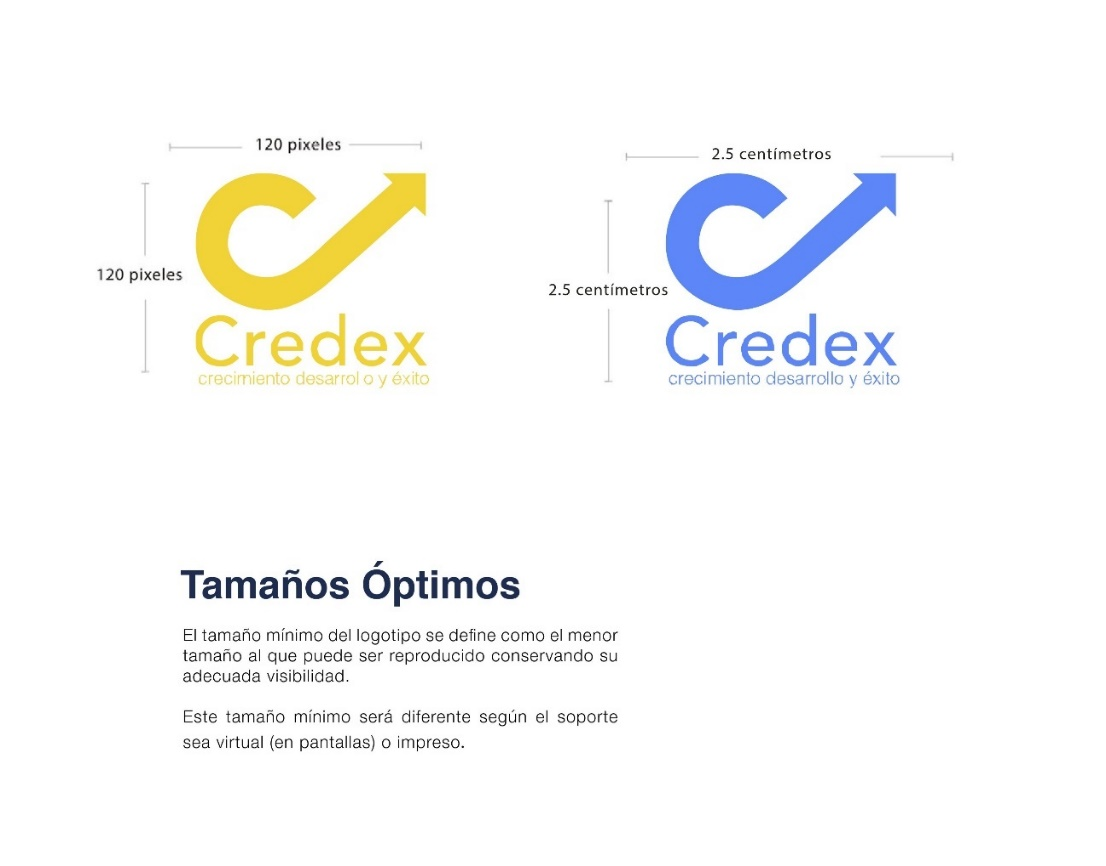 120 pixeles
2.5 centímetros
120 pixeles
2.5 centímetros
Credex
crecimiento desarrol o y éxito
Credex
crecimiento desarrollo y éxito
Tamaños Óptimos
El tamaño mínimo del logotipo se define como el menor
tamaño al que puede ser reproducido conservando su
adecuada visibilidad.
Este tamaño mínimo será diferente según el soporte
sea virtual (en pantallas) o impreso.